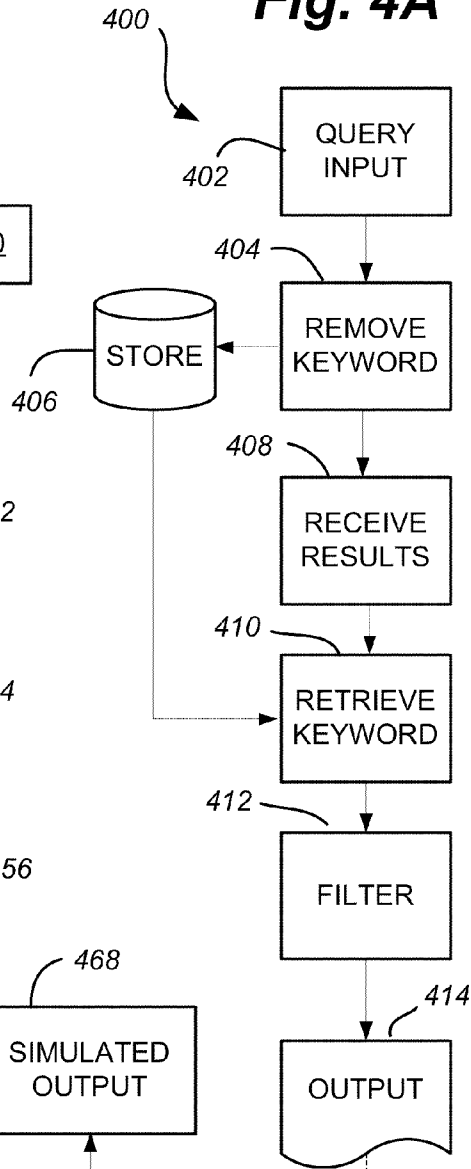 Fig. 4A
400
QUERY
INPUT
402
404
0
REMOVE
KEYWORD
STORE
406
408
2
RECEIVE
RESULTS
410
4
RETRIEVE
KEYWORD
412
56
FILTER
468
414
SIMULATED
OUTPUT
OUTPUT